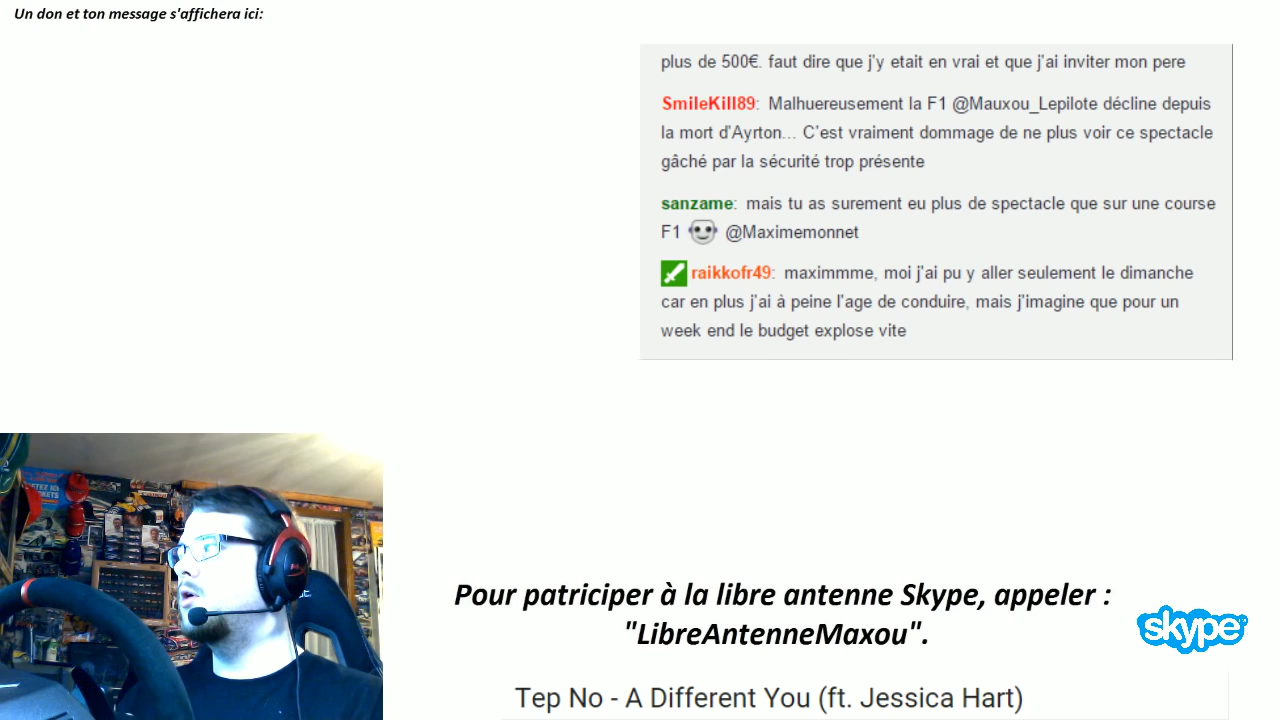 Un don et ton message s'affichera ici:
plus de 500€. faut dire que j'y etait en vrai et que j'ai inviter mon pere
SmileKill89: Malhuereusement la F1 @Mauxou_Lepilote décline depuis
la mort d'Ayrton... C'est vraiment dommage de ne plus voir ce spectacle
gâché par la sécurité trop présente
sanzame: mais tu as surement eu plus de spectacle que sur une course
F1 @Maximemonnet
raikkofr49: maximmme, moi j'ai pu y aller seulement le dimanche
car en plus j'ai à peine l'age de conduire, mais j'imagine que pour un
week end le budget explose vite
Pour patriciper à la libre antenne Skype, appeler :
"LibreAntenneMaxou".
skype
Tep No - A Different You (ft. Jessica Hart)